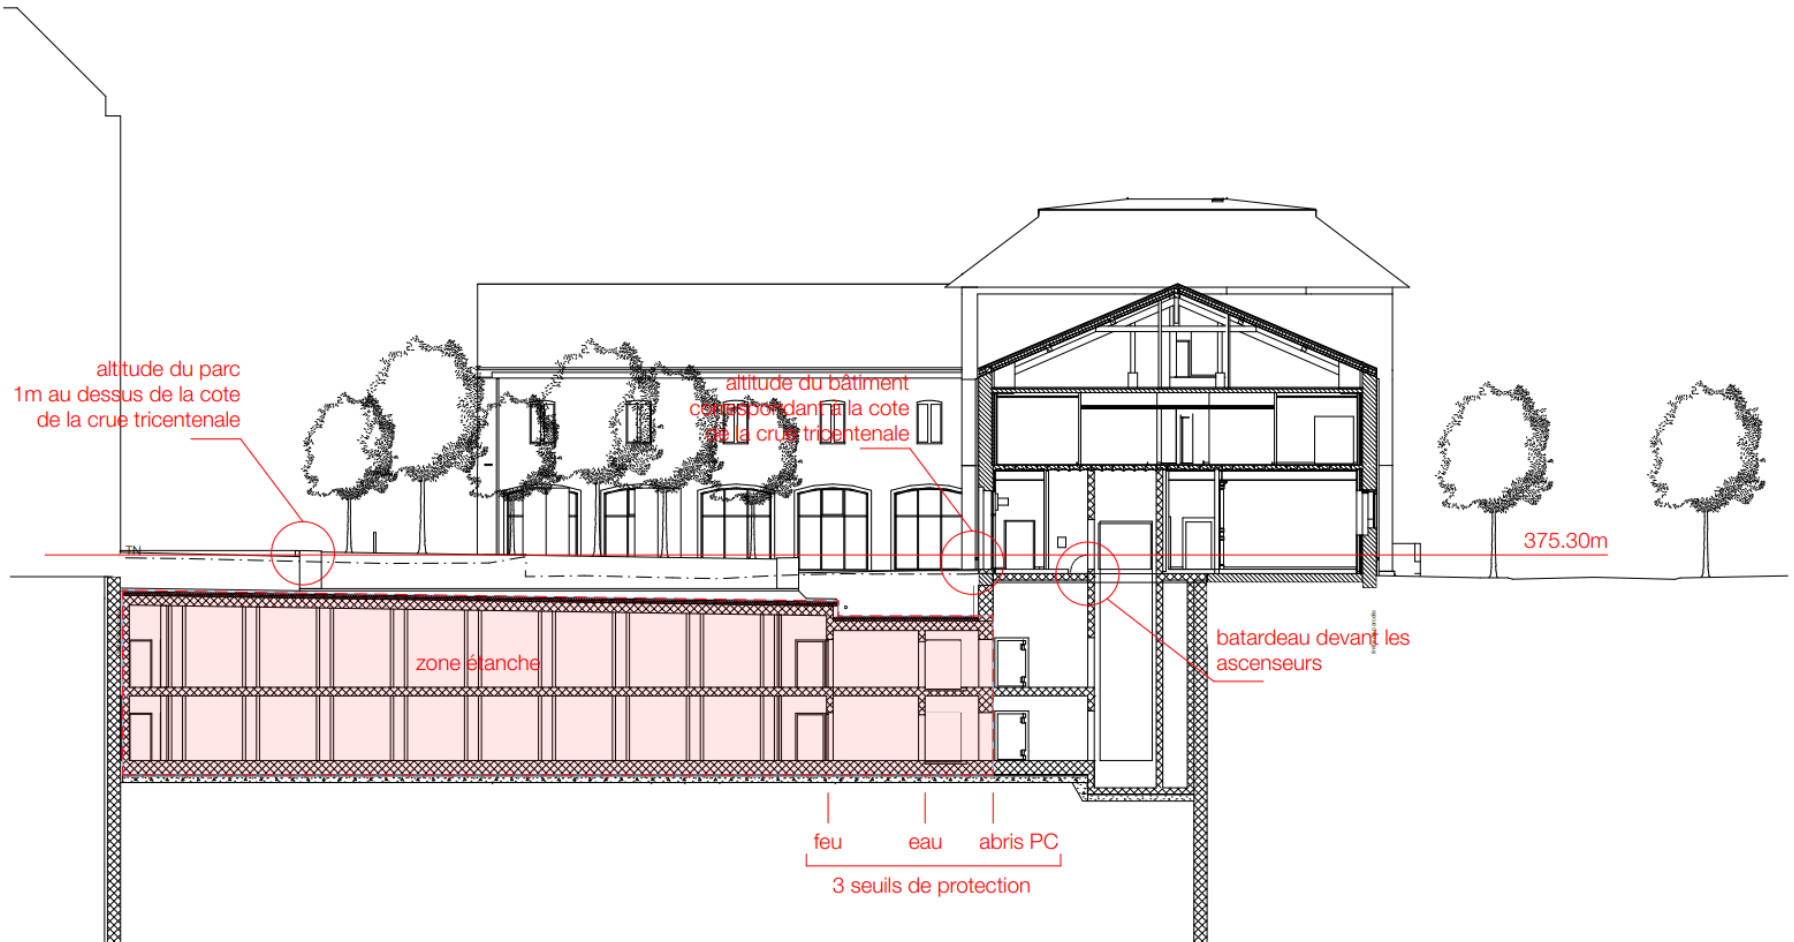 altitude du parc
1m au dessus de la cote
de la crue tricentenale
altitude du bâtiment
correspondant à la cote
de la crue tricentenale
TN
375.30m
batardeau devant les
ascenseurs
zone étanche
feu
eau
abris PC
3 seuils de protection